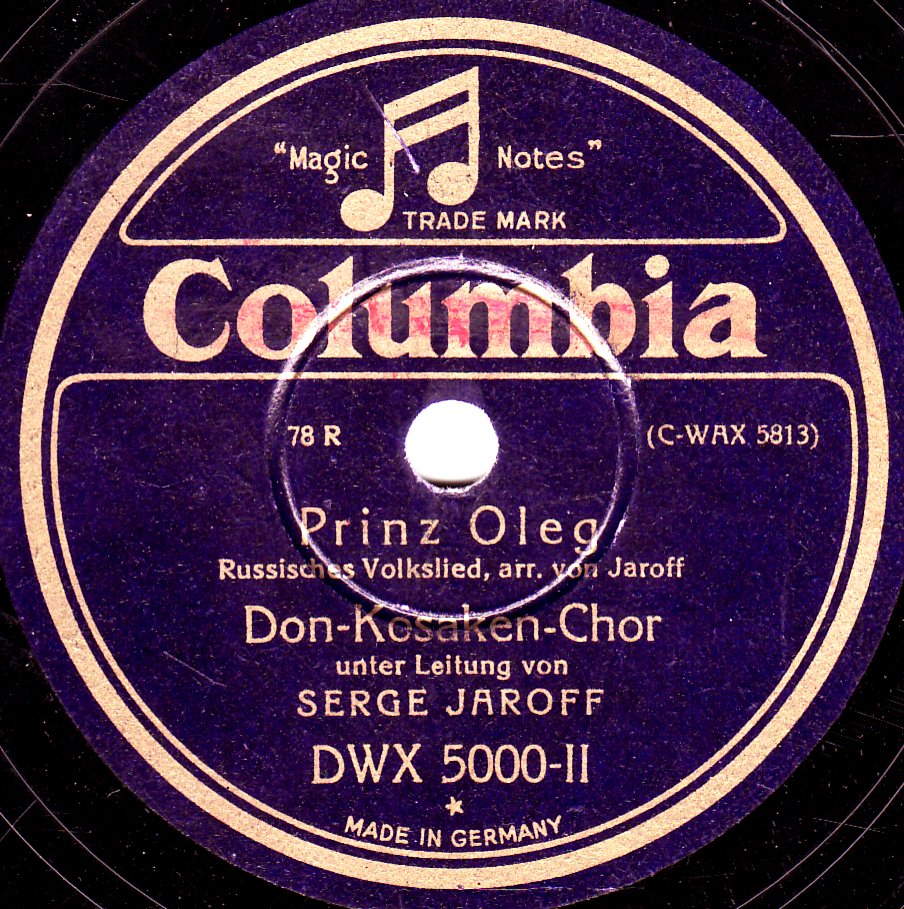 "Magic Notes"
TRADE MARK
Columbia
78 R (C-WAX 5813)
Prinz Oleg
Russisches Volkslied, arr. von Jaroff
Don-Kosaken-Chor
unter Leitung von
SERGE JAROFF
DWX 5000-II
MADE IN GERMANY